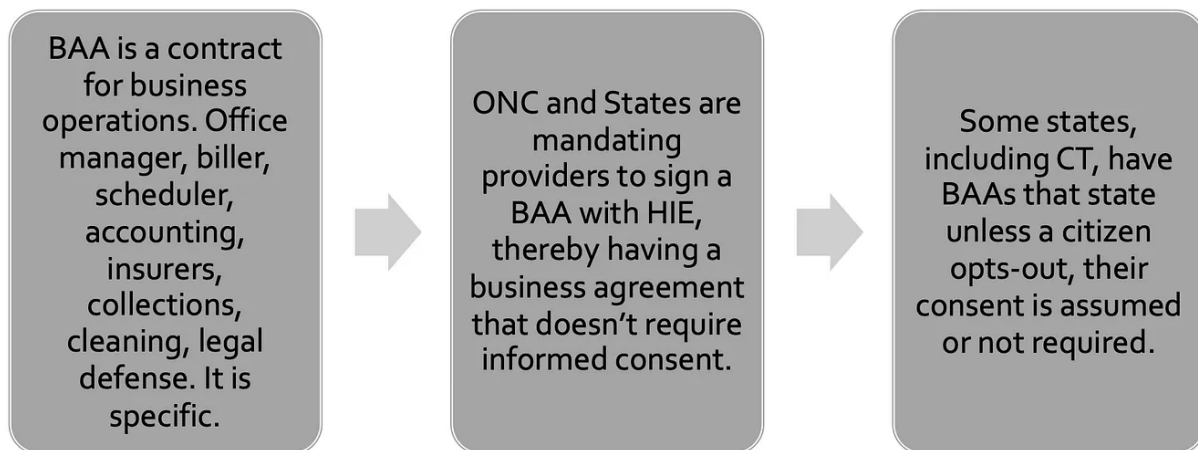 BAA is a contract
for business
operations. Office
manager, biller,
scheduler,
accounting,
insurers,
collections,
cleaning, legal
defense. It is
specific.
ONC and States are
mandating
providers to sign a
BAA with HIE,
thereby having a
business agreement
that doesn't require
informed consent.
Some states,
including CT, have
BAAs that state
unless a citizen
opts-out, their
consent is assumed
or not required.